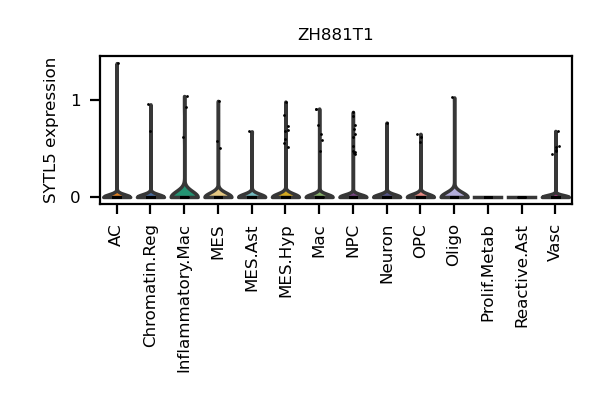 ZH881T1
SYTL5 expression
1
0
AC
Chromatin.Reg
Inflammatory.Mac
MES
MES.Ast
MES.Hyp
Mac
NPC
Neuron
OPC
Oligo
Prolif.Metab
Reactive.Ast
Vasc